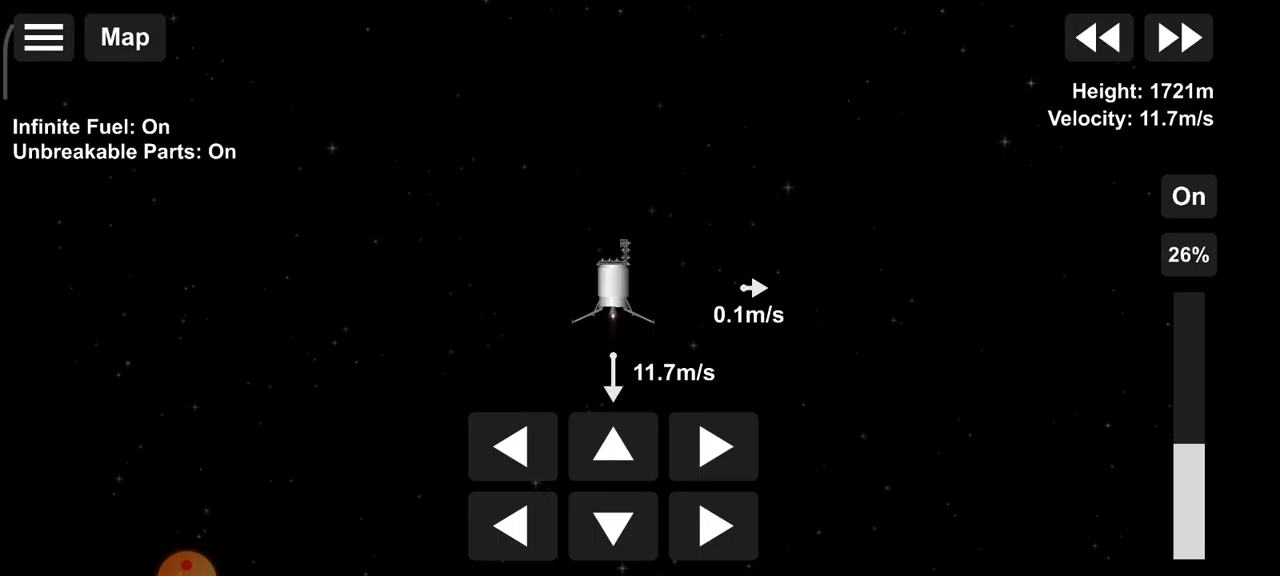 Map
Height: 1721m
Velocity: 11.7m/s
Infinite Fuel: On
Unbreakable Parts: On
On
26%
0.1m/s
11.7m/s